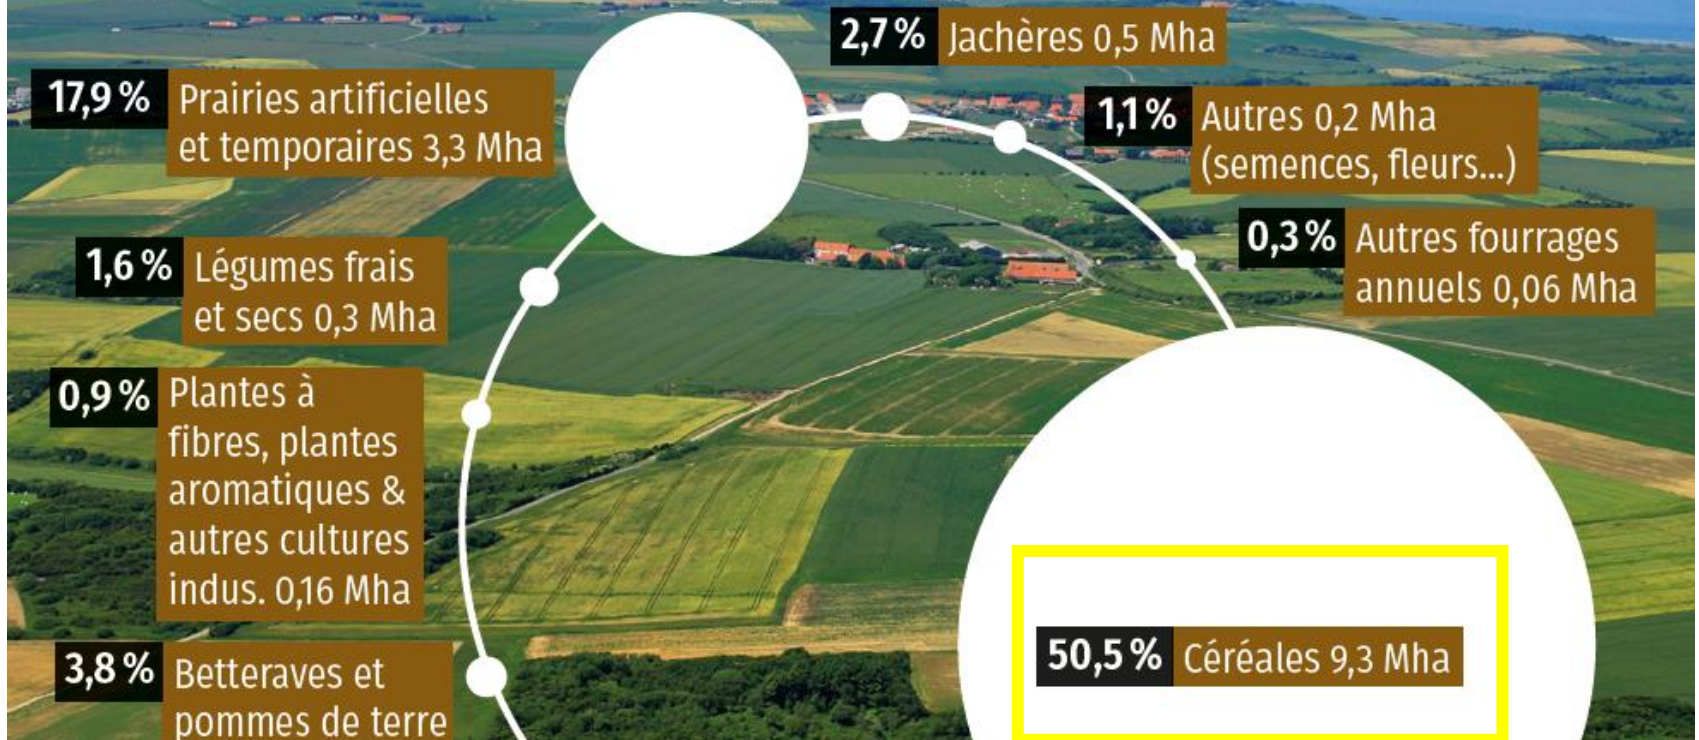 2,7 % Jachères 0,5 Mha
17,9 % Prairies artificielles
et temporaires 3,3 Mha
1,1 % Autres 0,2 Mha
(semences, fleurs...)
0,3 % Autres fourrages
annuels 0,06 Mha
1,6 % Légumes frais
et secs 0,3 Mha
0,9 % Plantes à
fibres, plantes
aromatiques &
autres cultures
indus. 0,16 Mha
3,8 % Betteraves et
pommes de terre
50,5 % Céréales 9,3 Mha